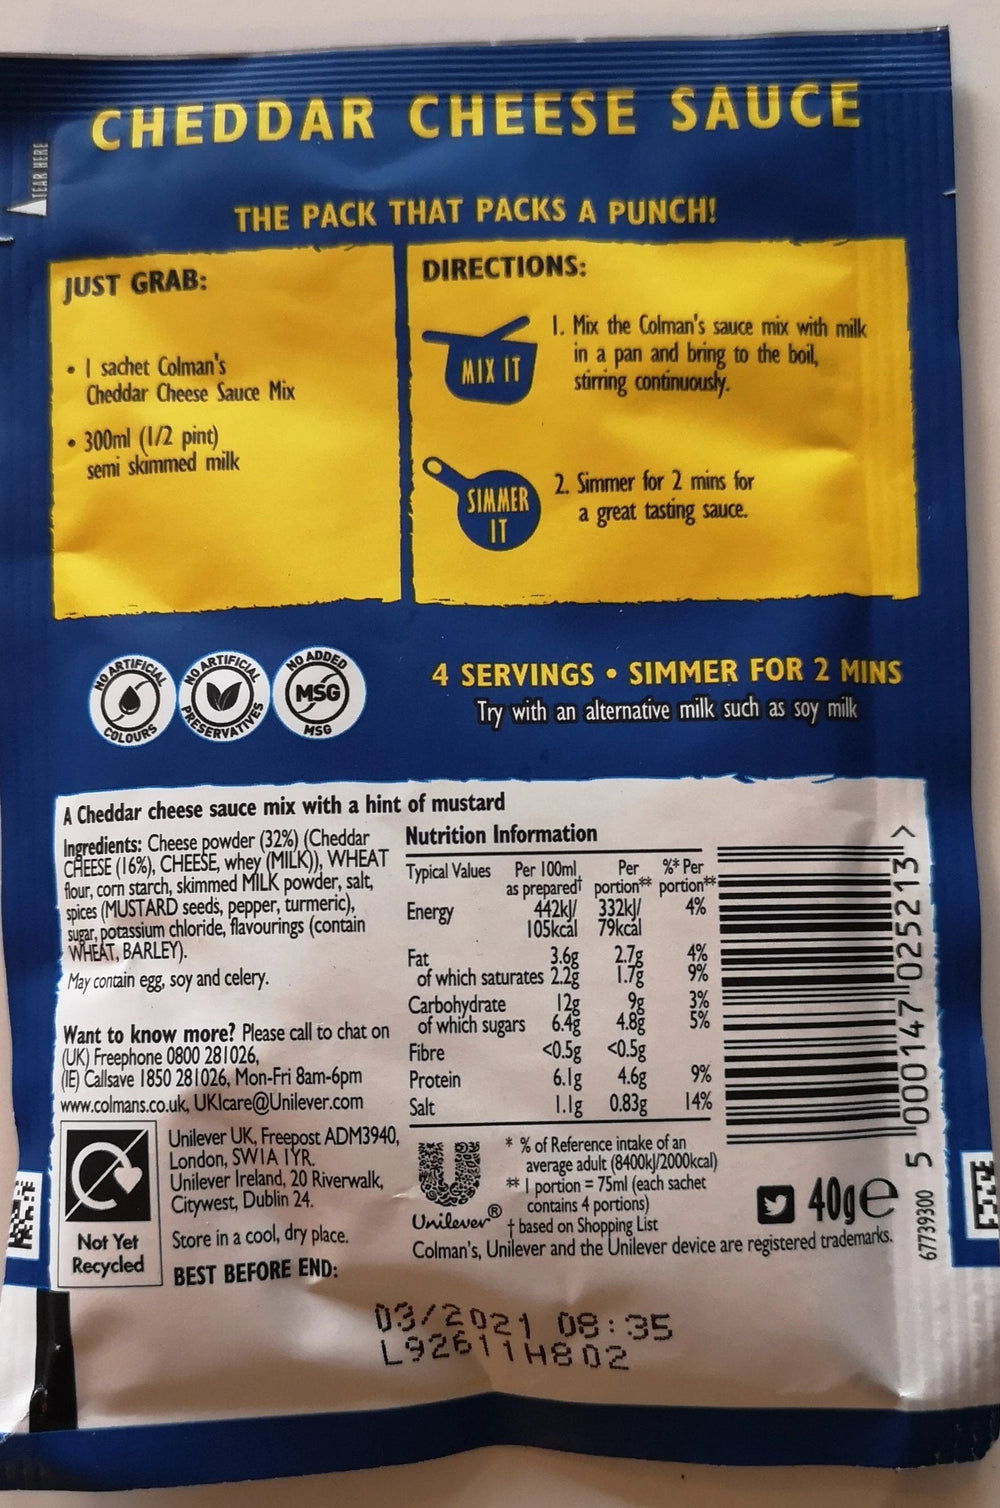 CHEDDAR CHEESE SAUCE
TEAR HERE
THE PACK THAT PACKS A PUNCH!
JUST GRAB:
• 1 sachet Colman's
Cheddar Cheese Sauce Mix
• 300ml (1/2 pint)
semi skimmed milk
DIRECTIONS:
MIX IT
1. Mix the Colman's sauce mix with milk
in a pan and bring to the boil,
stirring continuously.
SIMMER
IT
2. Simmer for 2 mins for
a great tasting sauce.
NO ARTIFICIAL
COLOURS
NO ARTIFICIAL
PRESERVATIVES
NO ADDED
MSG
MSG
4 SERVINGS • SIMMER FOR 2 MINS
Try with an alternative milk such as soy milk
A Cheddar cheese sauce mix with a hint of mustard
Ingredients: Cheese powder (32%) (Cheddar
CHEESE (16%), CHEESE, whey (MILK)), WHEAT
flour, corn starch, skimmed MILK powder, salt,
spices (MUSTARD seeds, pepper, turmeric),
sugar, potassium chloride, flavourings (contain
WHEAT, BARLEY).
May contain egg, soy and celery.
Want to know more? Please call to chat on
(UK) Freephone 0800 281026,
(IE) Callsave 1850 281026, Mon-Fri 8am-6pm
www.colmans.co.uk, UKIcare@Unilever.com
Not Yet
Recycled
Unilever UK, Freepost ADM3940,
London, SW1A 1YR.
Unilever Ireland, 20 Riverwalk,
Citywest, Dublin 24.
Store in a cool, dry place.
BEST BEFORE END:
Nutrition Information
Typical Values Per 100ml Per %* Per
as prepared† portion** portion**
Energy 442kJ/ 332kJ/ 4%
105kcal 79kcal
Fat 3.6g 2.7g 4%
of which saturates 2.2g 1.7g 9%
Carbohydrate 12g 9g 3%
of which sugars 6.4g 4.8g 5%
Fibre <0.5g <0.5g
Protein 6.1g 4.6g 9%
Salt 1.1g 0.83g 14%
* % of Reference intake of an
average adult (8400kJ/2000kcal)
** 1 portion = 75ml (each sachet
contains 4 portions)
† based on Shopping List
Unilever®
Colman's, Unilever and the Unilever device are registered trademarks.
40g e
5 000147 025213 >
67739300
03/2021 08:35
L92611H802